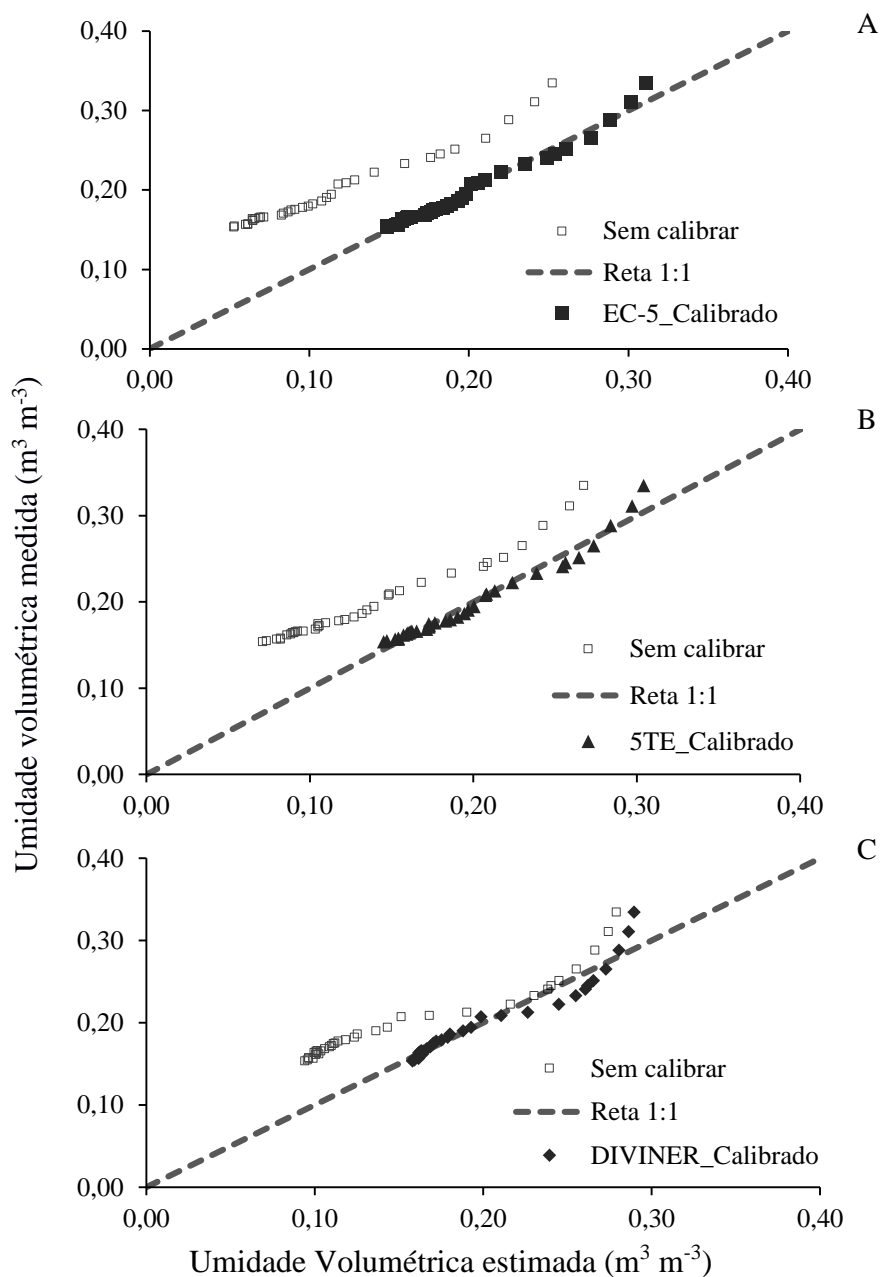 A
0,40
0,30
0,20
0,10
0,00
0,00 0,10 0,20 0,30 0,40
Sem calibrar
Reta 1:1
EC-5_Calibrado
Umidade volumétrica medida (m³ m⁻³)
B
0,40
0,30
0,20
0,10
0,00
0,00 0,10 0,20 0,30 0,40
Sem calibrar
Reta 1:1
5TE_Calibrado
C
0,40
0,30
0,20
0,10
0,00
0,00 0,10 0,20 0,30 0,40
Sem calibrar
Reta 1:1
DIVINER_Calibrado
Umidade Volumétrica estimada (m³ m⁻³)